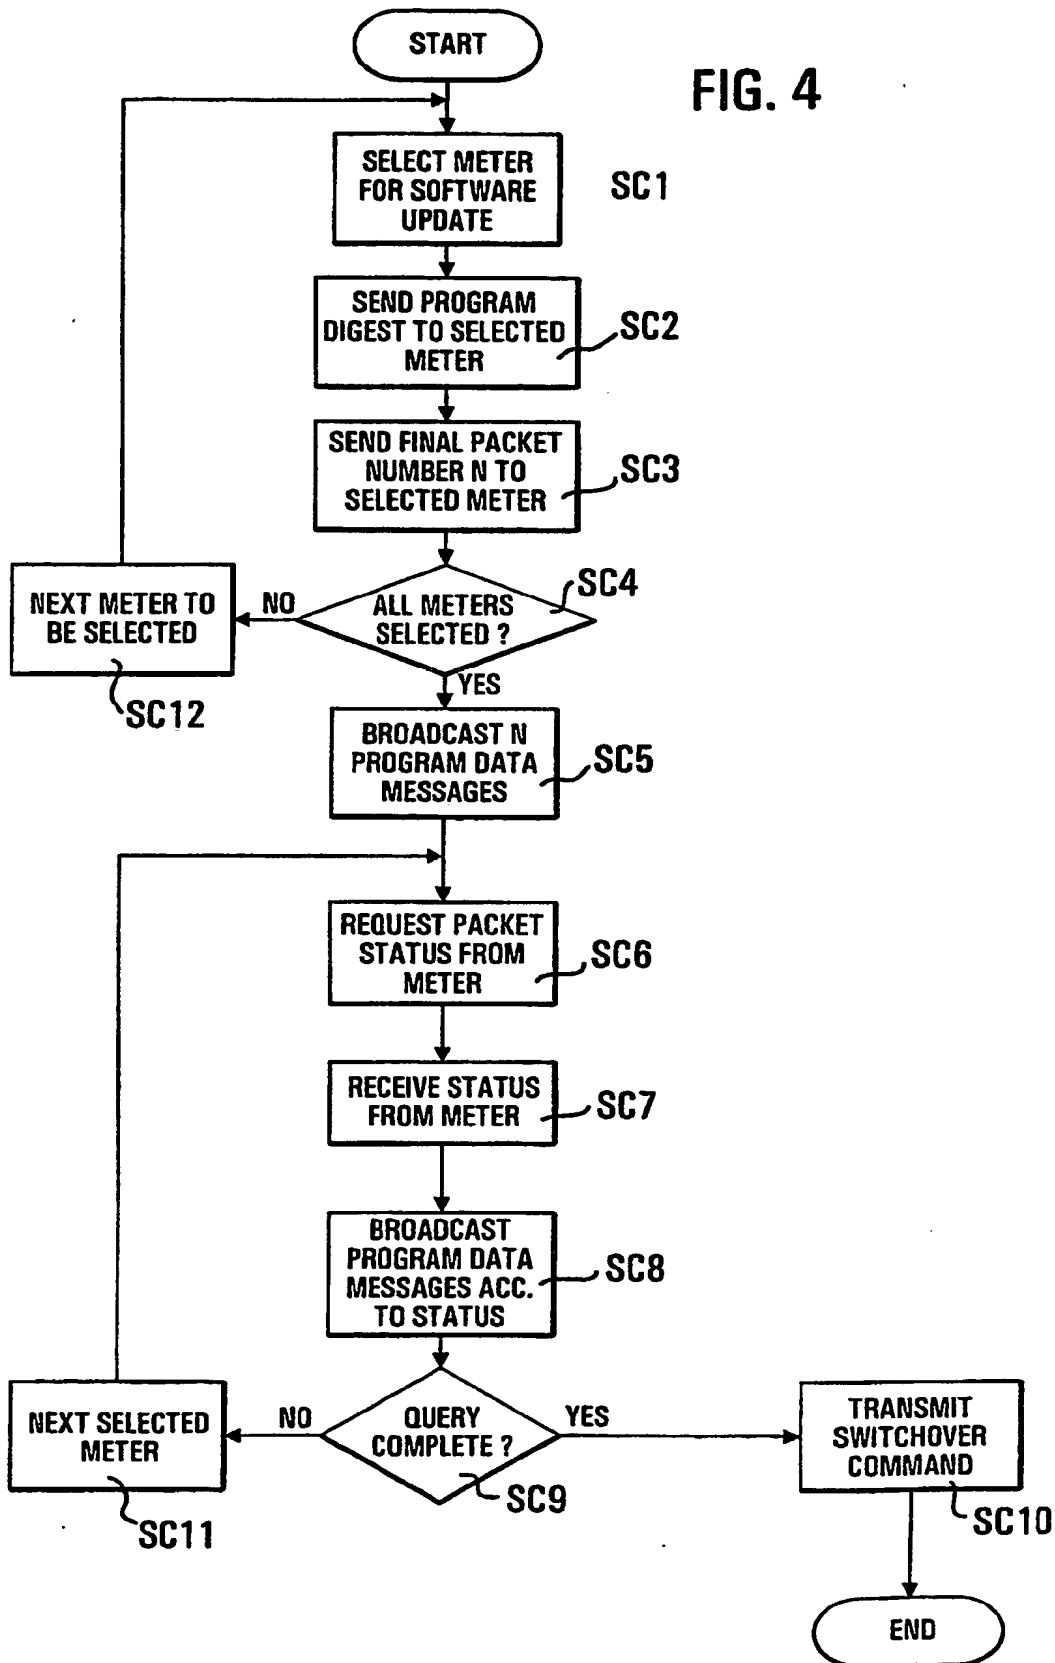 START
FIG. 4
SELECT METER
FOR SOFTWARE
UPDATE
SC1
SEND PROGRAM
DIGEST TO SELECTED
METER
SC2
SEND FINAL PACKET
NUMBER N TO
SELECTED METER
SC3
ALL METERS
SELECTED ?
SC4
NO
NEXT METER TO
BE SELECTED
SC12
YES
BROADCAST N
PROGRAM DATA
MESSAGES
SC5
REQUEST PACKET
STATUS FROM
METER
SC6
RECEIVE STATUS
FROM METER
SC7
BROADCAST
PROGRAM DATA
MESSAGES ACC.
TO STATUS
SC8
QUERY
COMPLETE ?
SC9
NO
NEXT SELECTED
METER
SC11
YES
TRANSMIT
SWITCHOVER
COMMAND
SC10
END